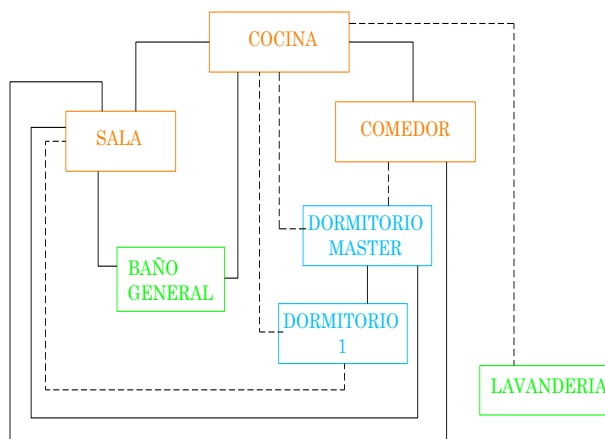 COCINA
COMEDOR
SALA
DORMITORIO
MASTER
BAÑO
GENERAL
DORMITORIO
1
LAVANDERIA